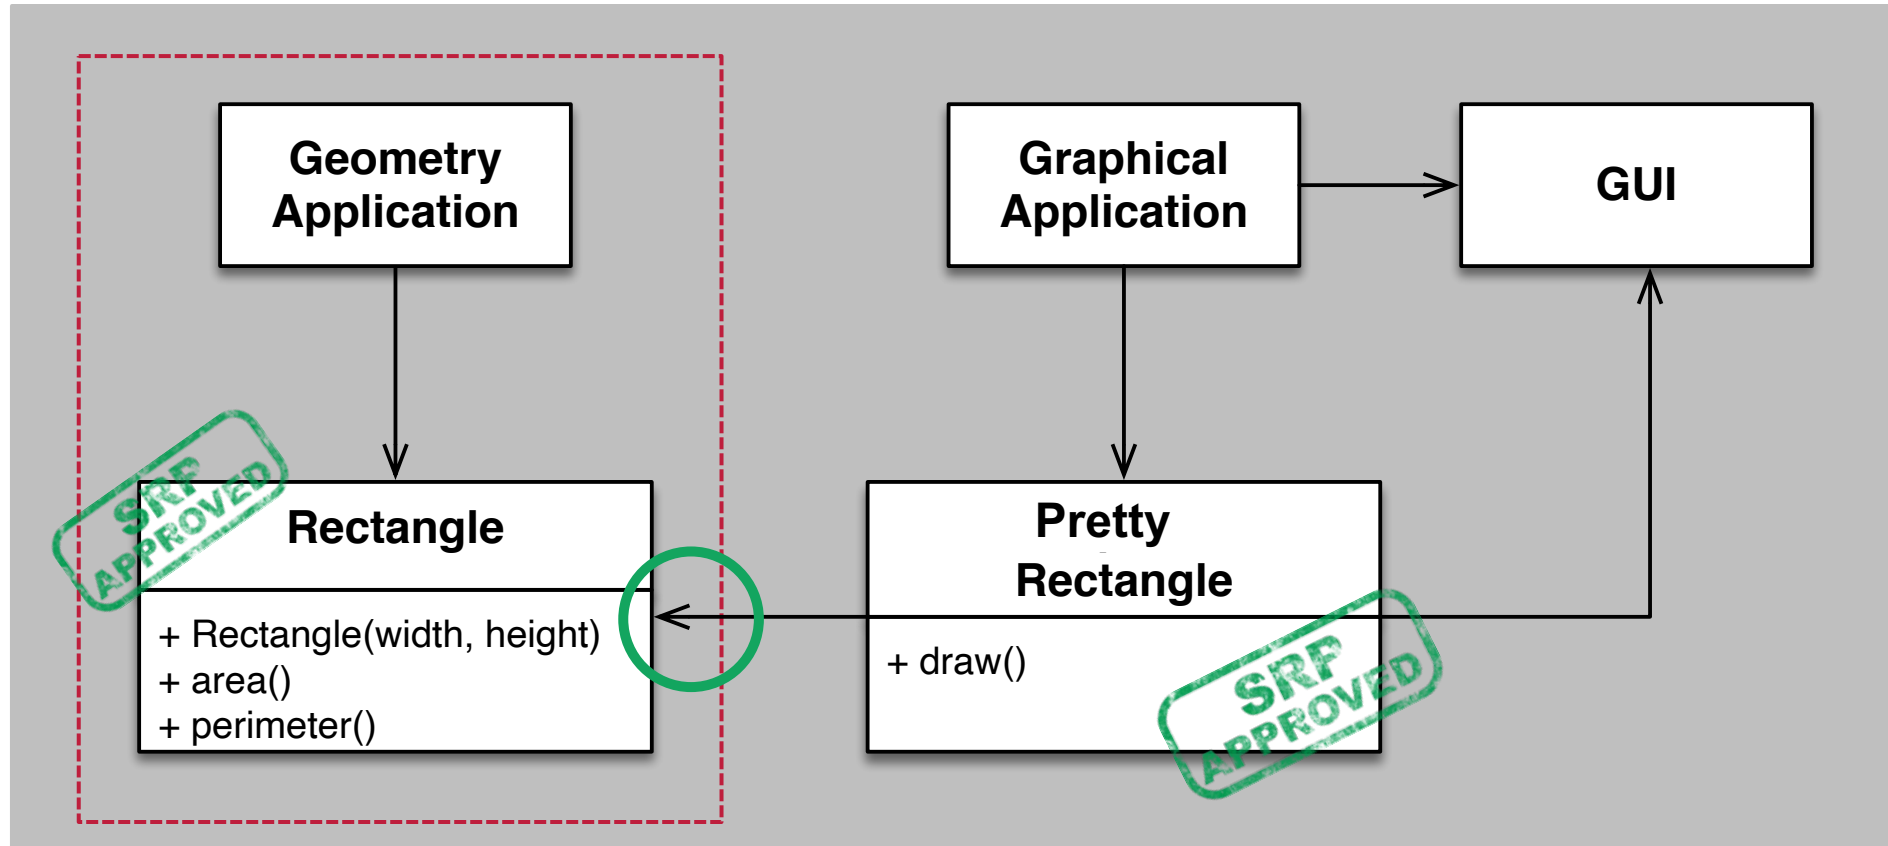 Geometry
Application
Graphical
Application
GUI
SRP
APPROVED
Rectangle
+ Rectangle(width, height)
+ area()
+ perimeter()
Pretty
Rectangle
+ draw()
SRP
APPROVED